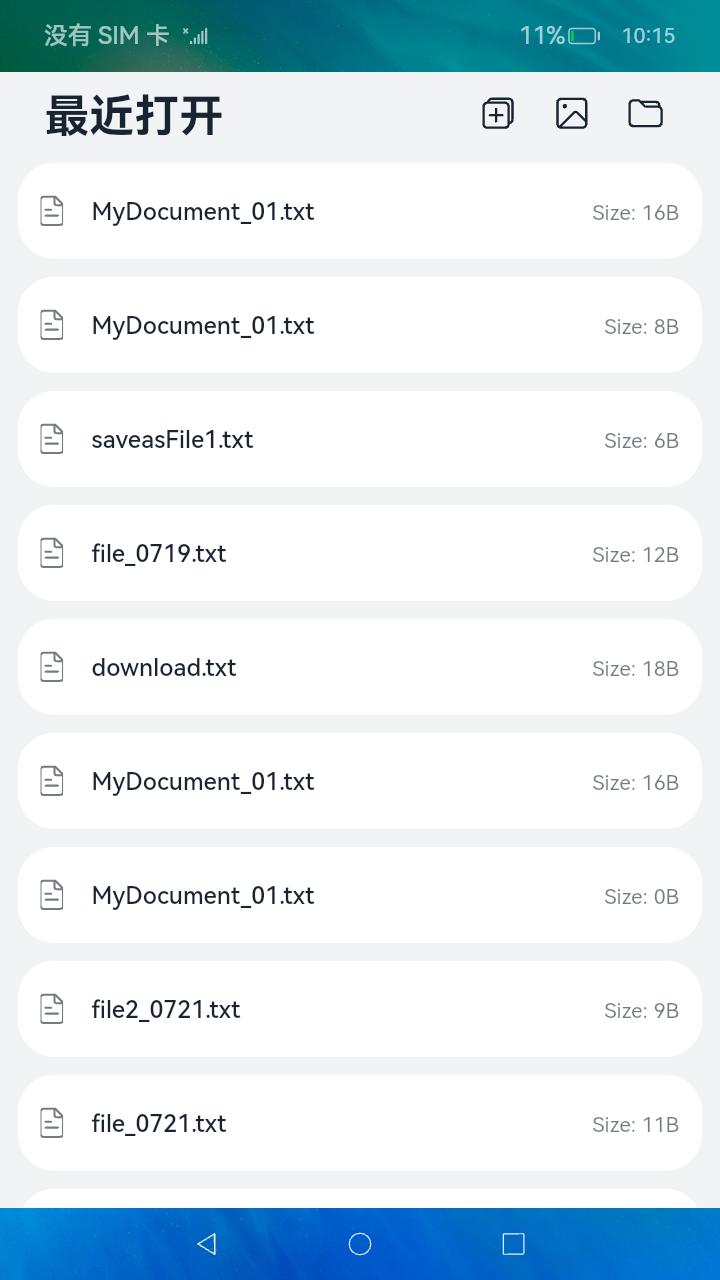 没有 SIM 卡 11% 10:15
最近打开
MyDocument_01.txt Size: 16B
MyDocument_01.txt Size: 8B
saveasFile1.txt Size: 6B
file_0719.txt Size: 12B
download.txt Size: 18B
MyDocument_01.txt Size: 16B
MyDocument_01.txt Size: 0B
file2_0721.txt Size: 9B
file_0721.txt Size: 11B